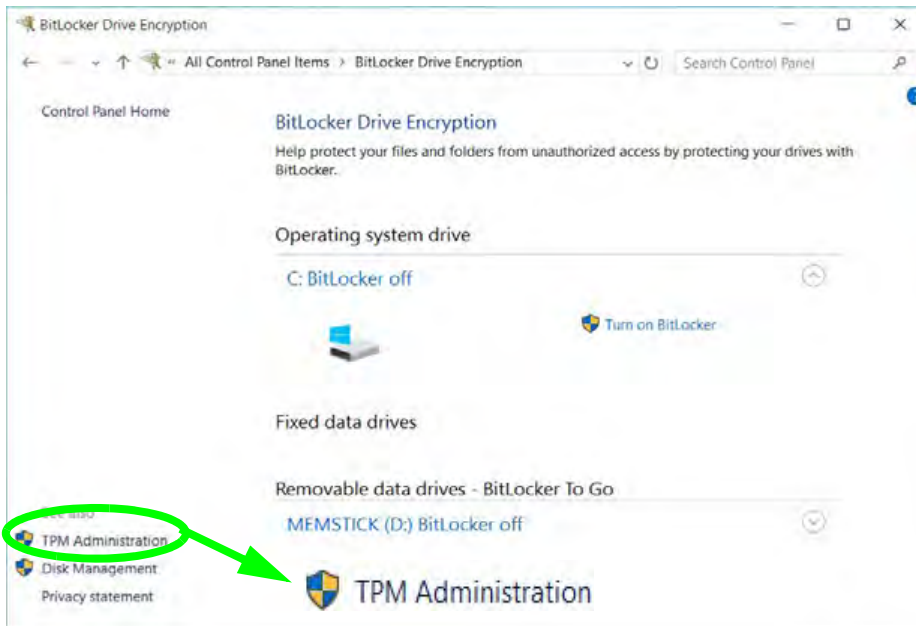 BitLocker Drive Encryption
All Control Panel Items > BitLocker Drive Encryption
Search Control Panel
Control Panel Home
BitLocker Drive Encryption
Help protect your files and folders from unauthorized access by protecting your drives with
BitLocker.
Operating system drive
C: BitLocker off
Turn on BitLocker
Fixed data drives
Removable data drives - BitLocker To Go
MEMSTICK (D:) BitLocker off
See also
TPM Administration
Disk Management
Privacy statement
TPM Administration